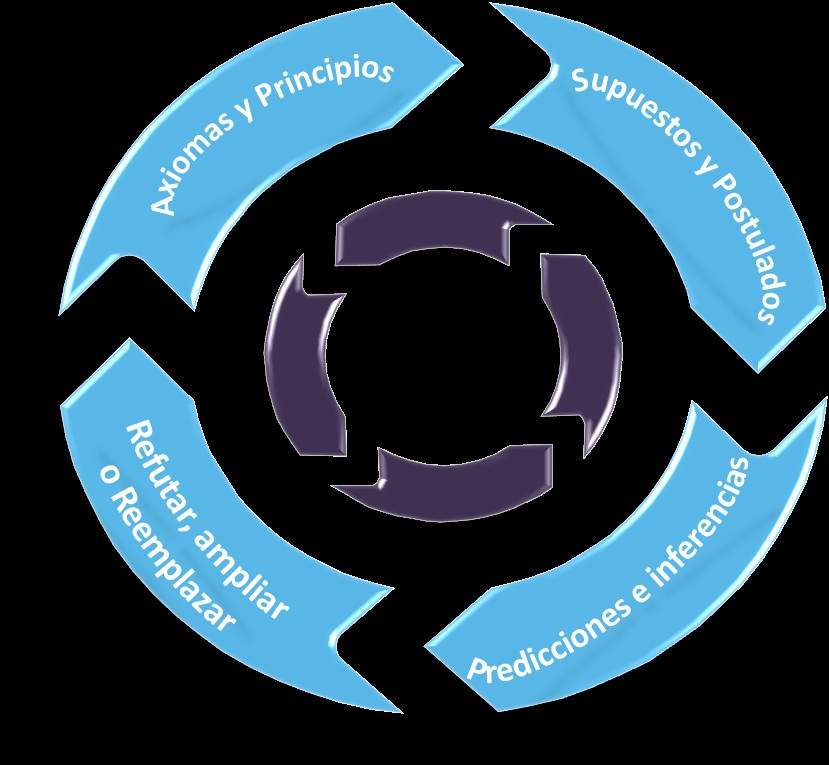 Axiomas y Principios
Supuestos y Postulados
Predicciones e inferencias
Refutar, ampliar
o Reemplazar